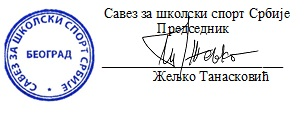 САВЕЗ ЗА ШКОЛСКИ СПОРТ СРБИЈЕ
БЕОГРАД
Савез за школски спорт Србије
Председник
Жељко Танасковић